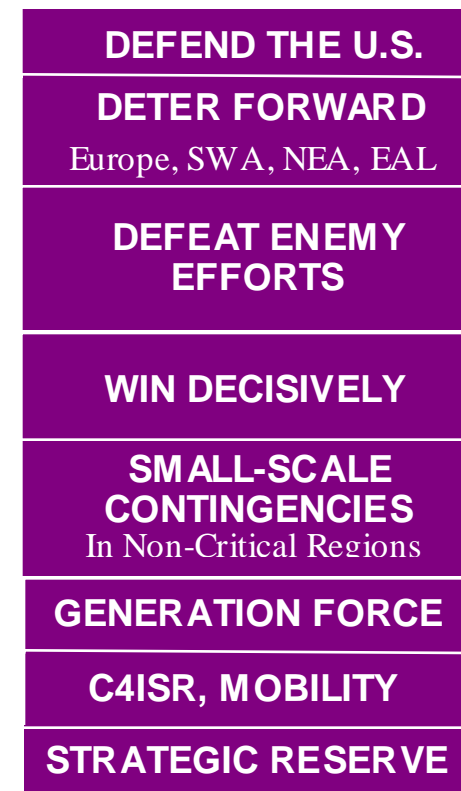 DEFEND THE U.S.
DETER FORWARD
Europe, SWA, NEA, EAL
DEFEAT ENEMY
EFFORTS
WIN DECISIVELY
SMALL-SCALE
CONTINGENCIES
In Non-Critical Regions
GENERATION FORCE
C4ISR, MOBILITY
STRATEGIC RESERVE